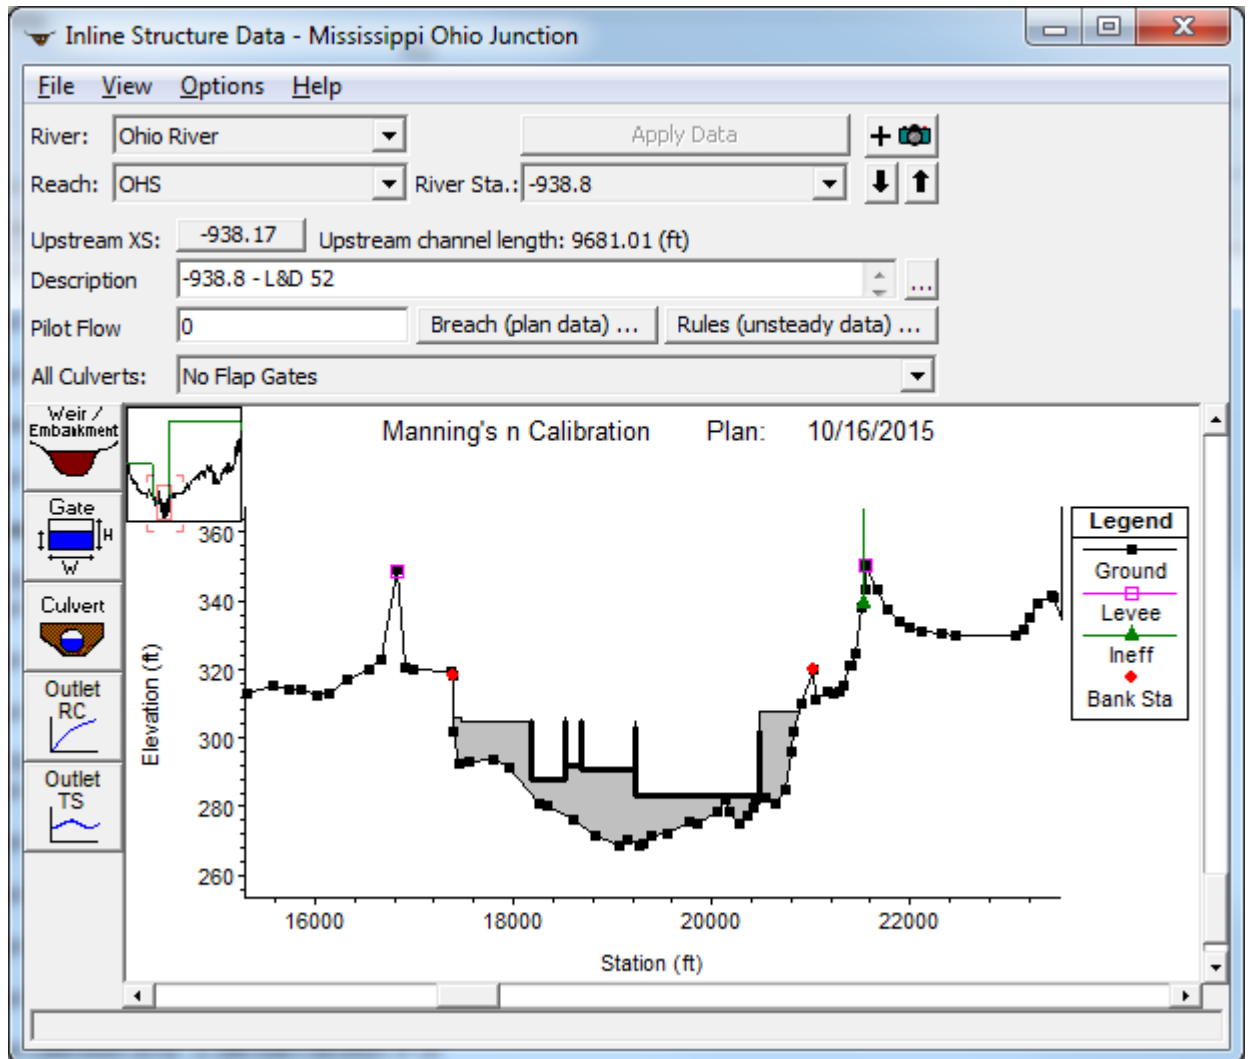 Inline Structure Data - Mississippi Ohio Junction
File View Options Help
River: Ohio River Apply Data
Reach: OHS River Sta.: -938.8
Upstream XS: -938.17 Upstream channel length: 9681.01 (ft)
Description -938.8 - L&D 52 ...
Pilot Flow 0 Breach (plan data) ... Rules (unsteady data) ...
All Culverts: No Flap Gates
Weir /
Embankment
Gate
H
W
Culvert
Outlet
RC
Outlet
TS
Manning's n Calibration Plan: 10/16/2015
360
340
320
300
280
260
Elevation (ft)
16000 18000 20000 22000
Station (ft)
Legend
Ground
Levee
Ineff
Bank Sta